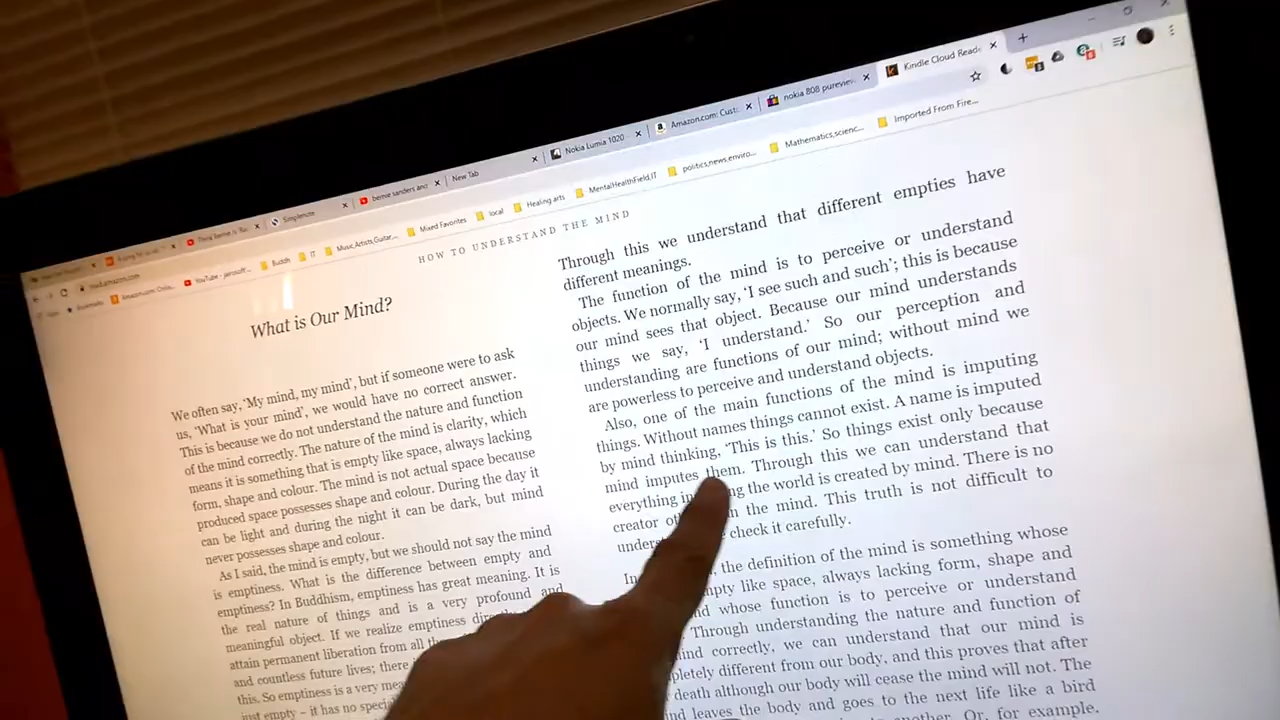 Kindle Cloud Read
nokia 808 pureview
Amazon.com: Cust
Nokia Lumia 1020
New Tab
bernie sanders and
Simplenote
Imported From Fire...
Mathematics,scienc...
politics,news,enviro...
MentalHealthField,IT
Healing arts
local
Mixed Favorites
Music,Artists,Guitar,...
IT
Buddh
Bookmarks
HOW TO UNDERSTAND THE MIND
What is Our Mind?
We often say, ‘My mind, my mind’, but if someone were to ask
us, ‘What is your mind’, we would have no correct answer.
This is because we do not understand the nature and function
of the mind correctly. The nature of the mind is clarity, which
means it is something that is empty like space, always lacking
form, shape and colour. The mind is not actual space because
produced space possesses shape and colour. During the day it
can be light and during the night it can be dark, but mind
never possesses shape and colour.
As I said, the mind is empty, but we should not say the mind
is emptiness. What is the difference between empty and
emptiness? In Buddhism, emptiness has great meaning. It is
the real nature of things and is a very profound and
meaningful object. If we realize emptiness
attain permanent liberation from all
and countless future lives; there
this. So emptiness is a very
just empty – it has no
Through this we understand that different empties have
different meanings.
The function of the mind is to perceive or understand
objects. We normally say, ‘I see such and such’; this is because
our mind sees that object. Because our mind understands
things we say, ‘I understand.’ So our perception and
understanding are functions of our mind; without mind we
are powerless to perceive and understand objects.
Also, one of the main functions of the mind is imputing
things. Without names things cannot exist. A name is imputed
by mind thinking, ‘This is this.’ So things exist only because
mind imputes them. Through this we can understand that
everything the world is created by mind. There is no
creator the mind. This truth is not difficult to
check it carefully.
In the definition of the mind is something whose
like space, always lacking form, shape and
whose function is to perceive or understand
Through understanding the nature and function of
correctly, we can understand that our mind is
different from our body, and this proves that after
death although our body will cease the mind will not. The
leaves the body and goes to the next life like a bird
another. Or, for example,